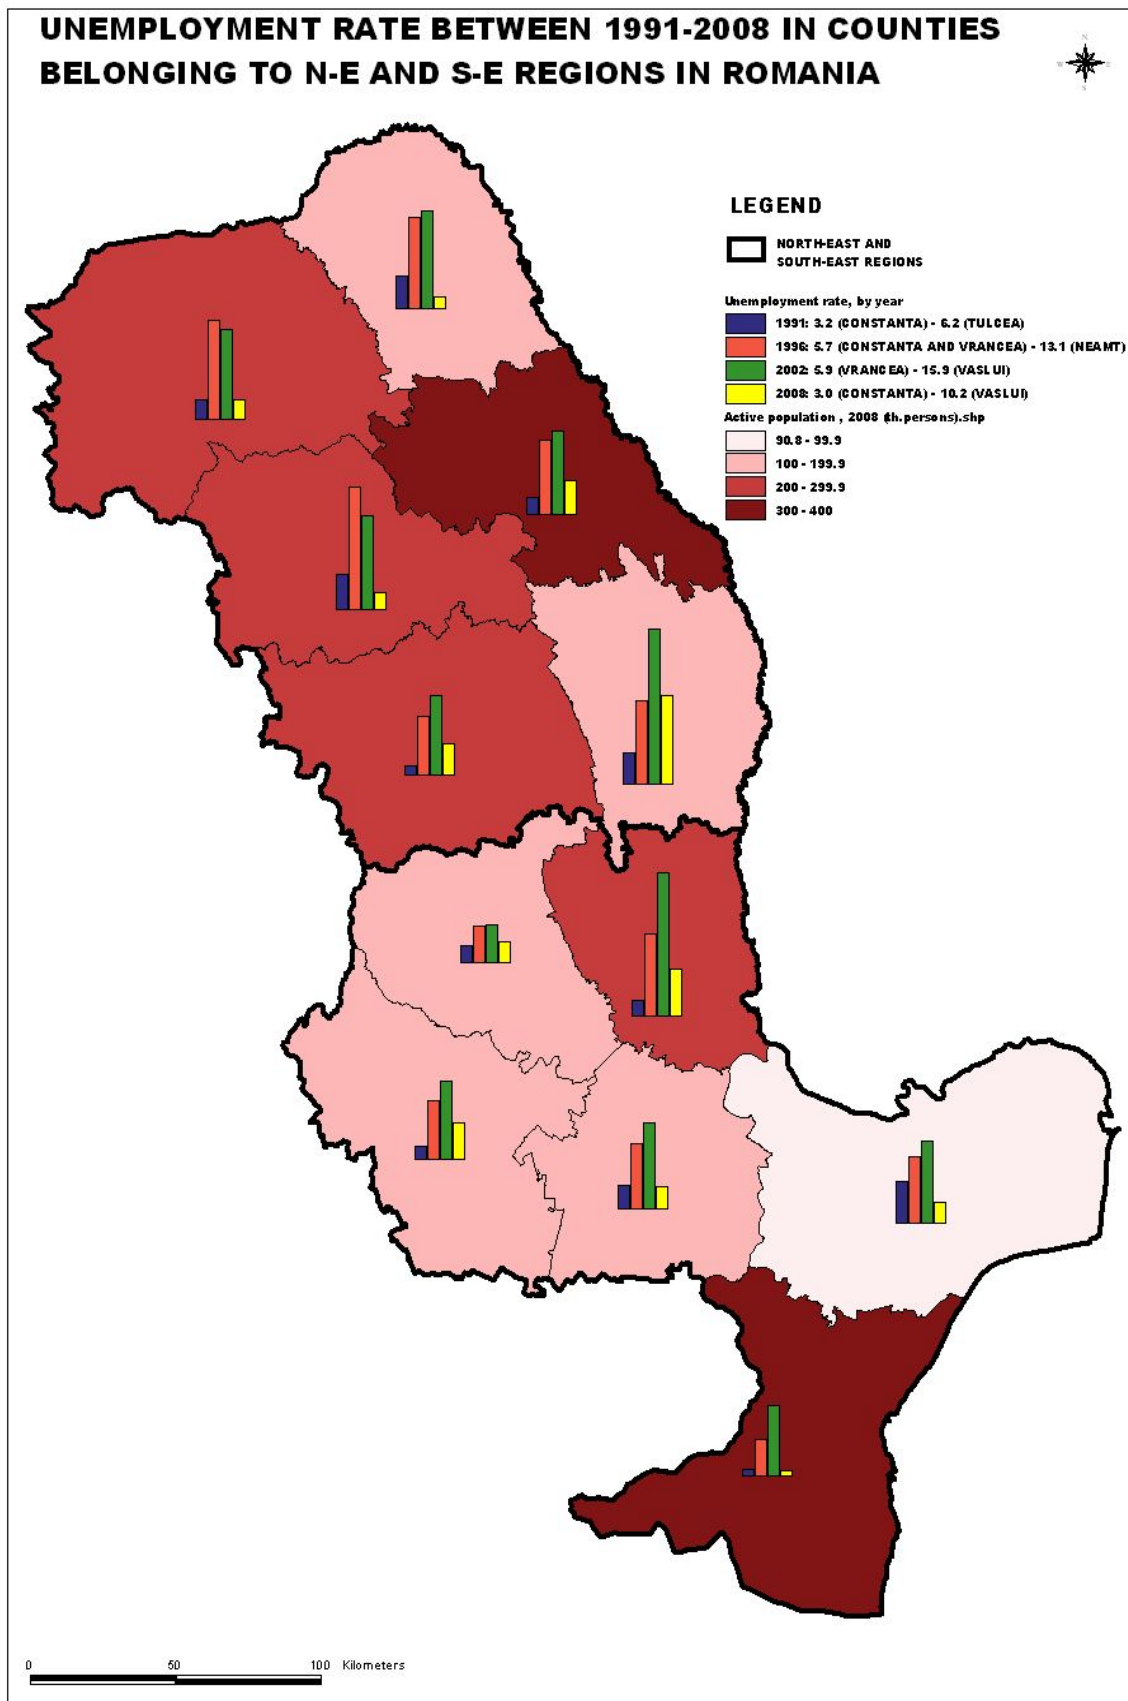 UNEMPLOYMENT RATE BETWEEN 1991-2008 IN COUNTIES
BELONGING TO N-E AND S-E REGIONS IN ROMANIA
N
W E
S
LEGEND
NORTH-EAST AND
SOUTH-EAST REGIONS
Unemployment rate, by year
1991: 3.2 (CONSTANTA) - 6.2 (TULCEA)
1996: 5.7 (CONSTANTA AND VRANCEA) - 13.1 (NEAMT)
2002: 5.9 (VRANCEA) - 15.9 (VASLUI)
2008: 3.0 (CONSTANTA) - 10.2 (VASLUI)
Active population , 2008 (th.persons).shp
90.8 - 99.9
100 - 199.9
200 - 299.9
300 - 400
0 50 100 Kilometers